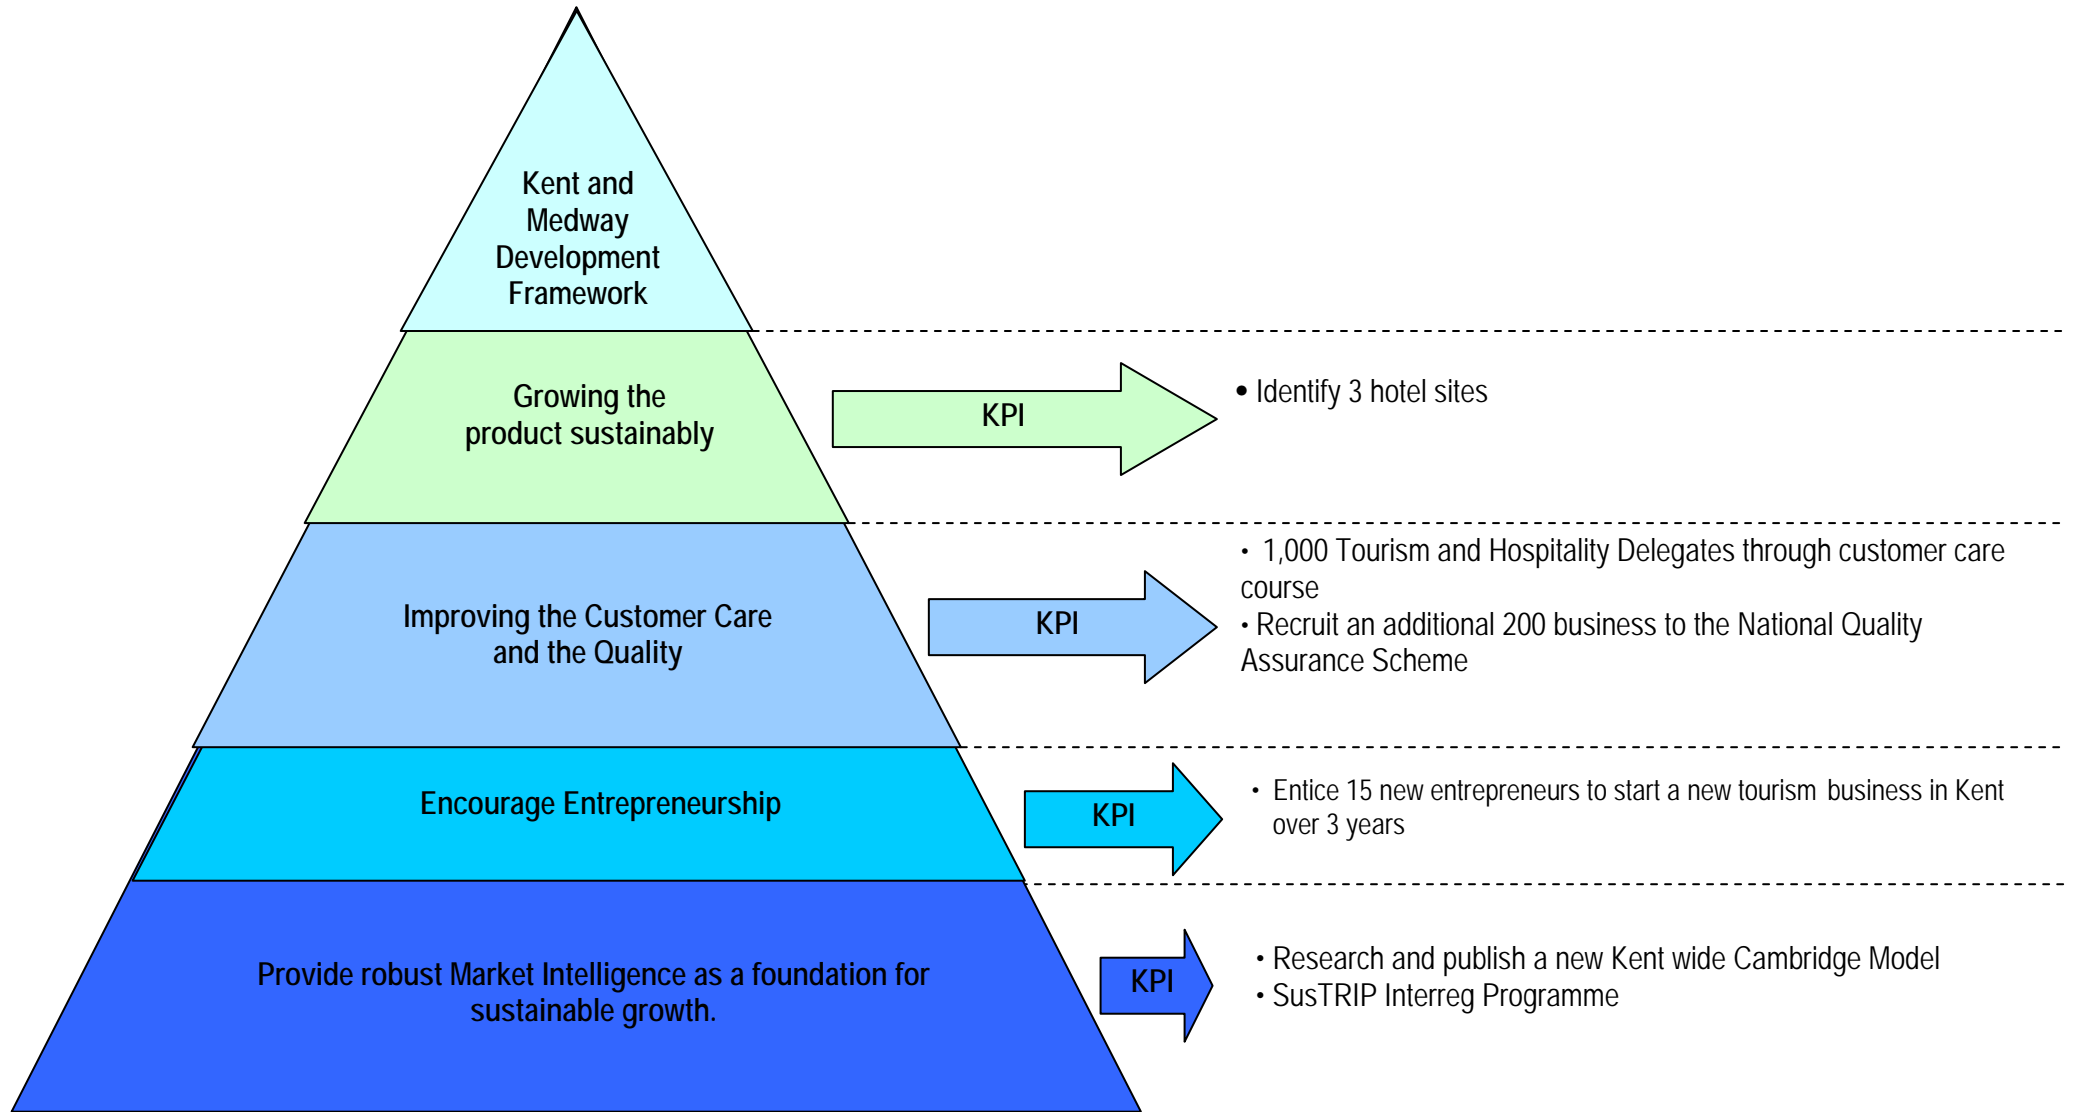 Kent and
Medway
Development
Framework
Growing the
product sustainably
KPI
• Identify 3 hotel sites
Improving the Customer Care
and the Quality
KPI
• 1,000 Tourism and Hospitality Delegates through customer care
course
• Recruit an additional 200 business to the National Quality
Assurance Scheme
Encourage Entrepreneurship
KPI
• Entice 15 new entrepreneurs to start a new tourism business in Kent
over 3 years
Provide robust Market Intelligence as a foundation for
sustainable growth.
KPI
• Research and publish a new Kent wide Cambridge Model
• SusTRIP Interreg Programme